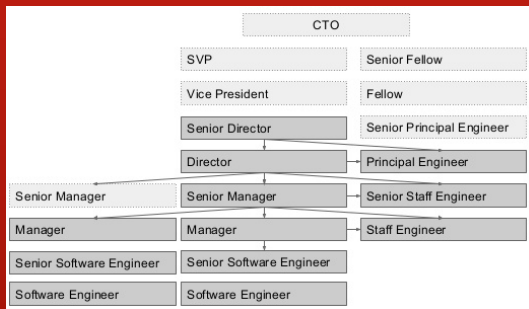 CTO
SVP
Senior Fellow
Vice President
Fellow
Senior Director
Senior Principal Engineer
Director
Principal Engineer
Senior Manager
Senior Manager
Senior Staff Engineer
Manager
Manager
Staff Engineer
Senior Software Engineer
Senior Software Engineer
Software Engineer
Software Engineer